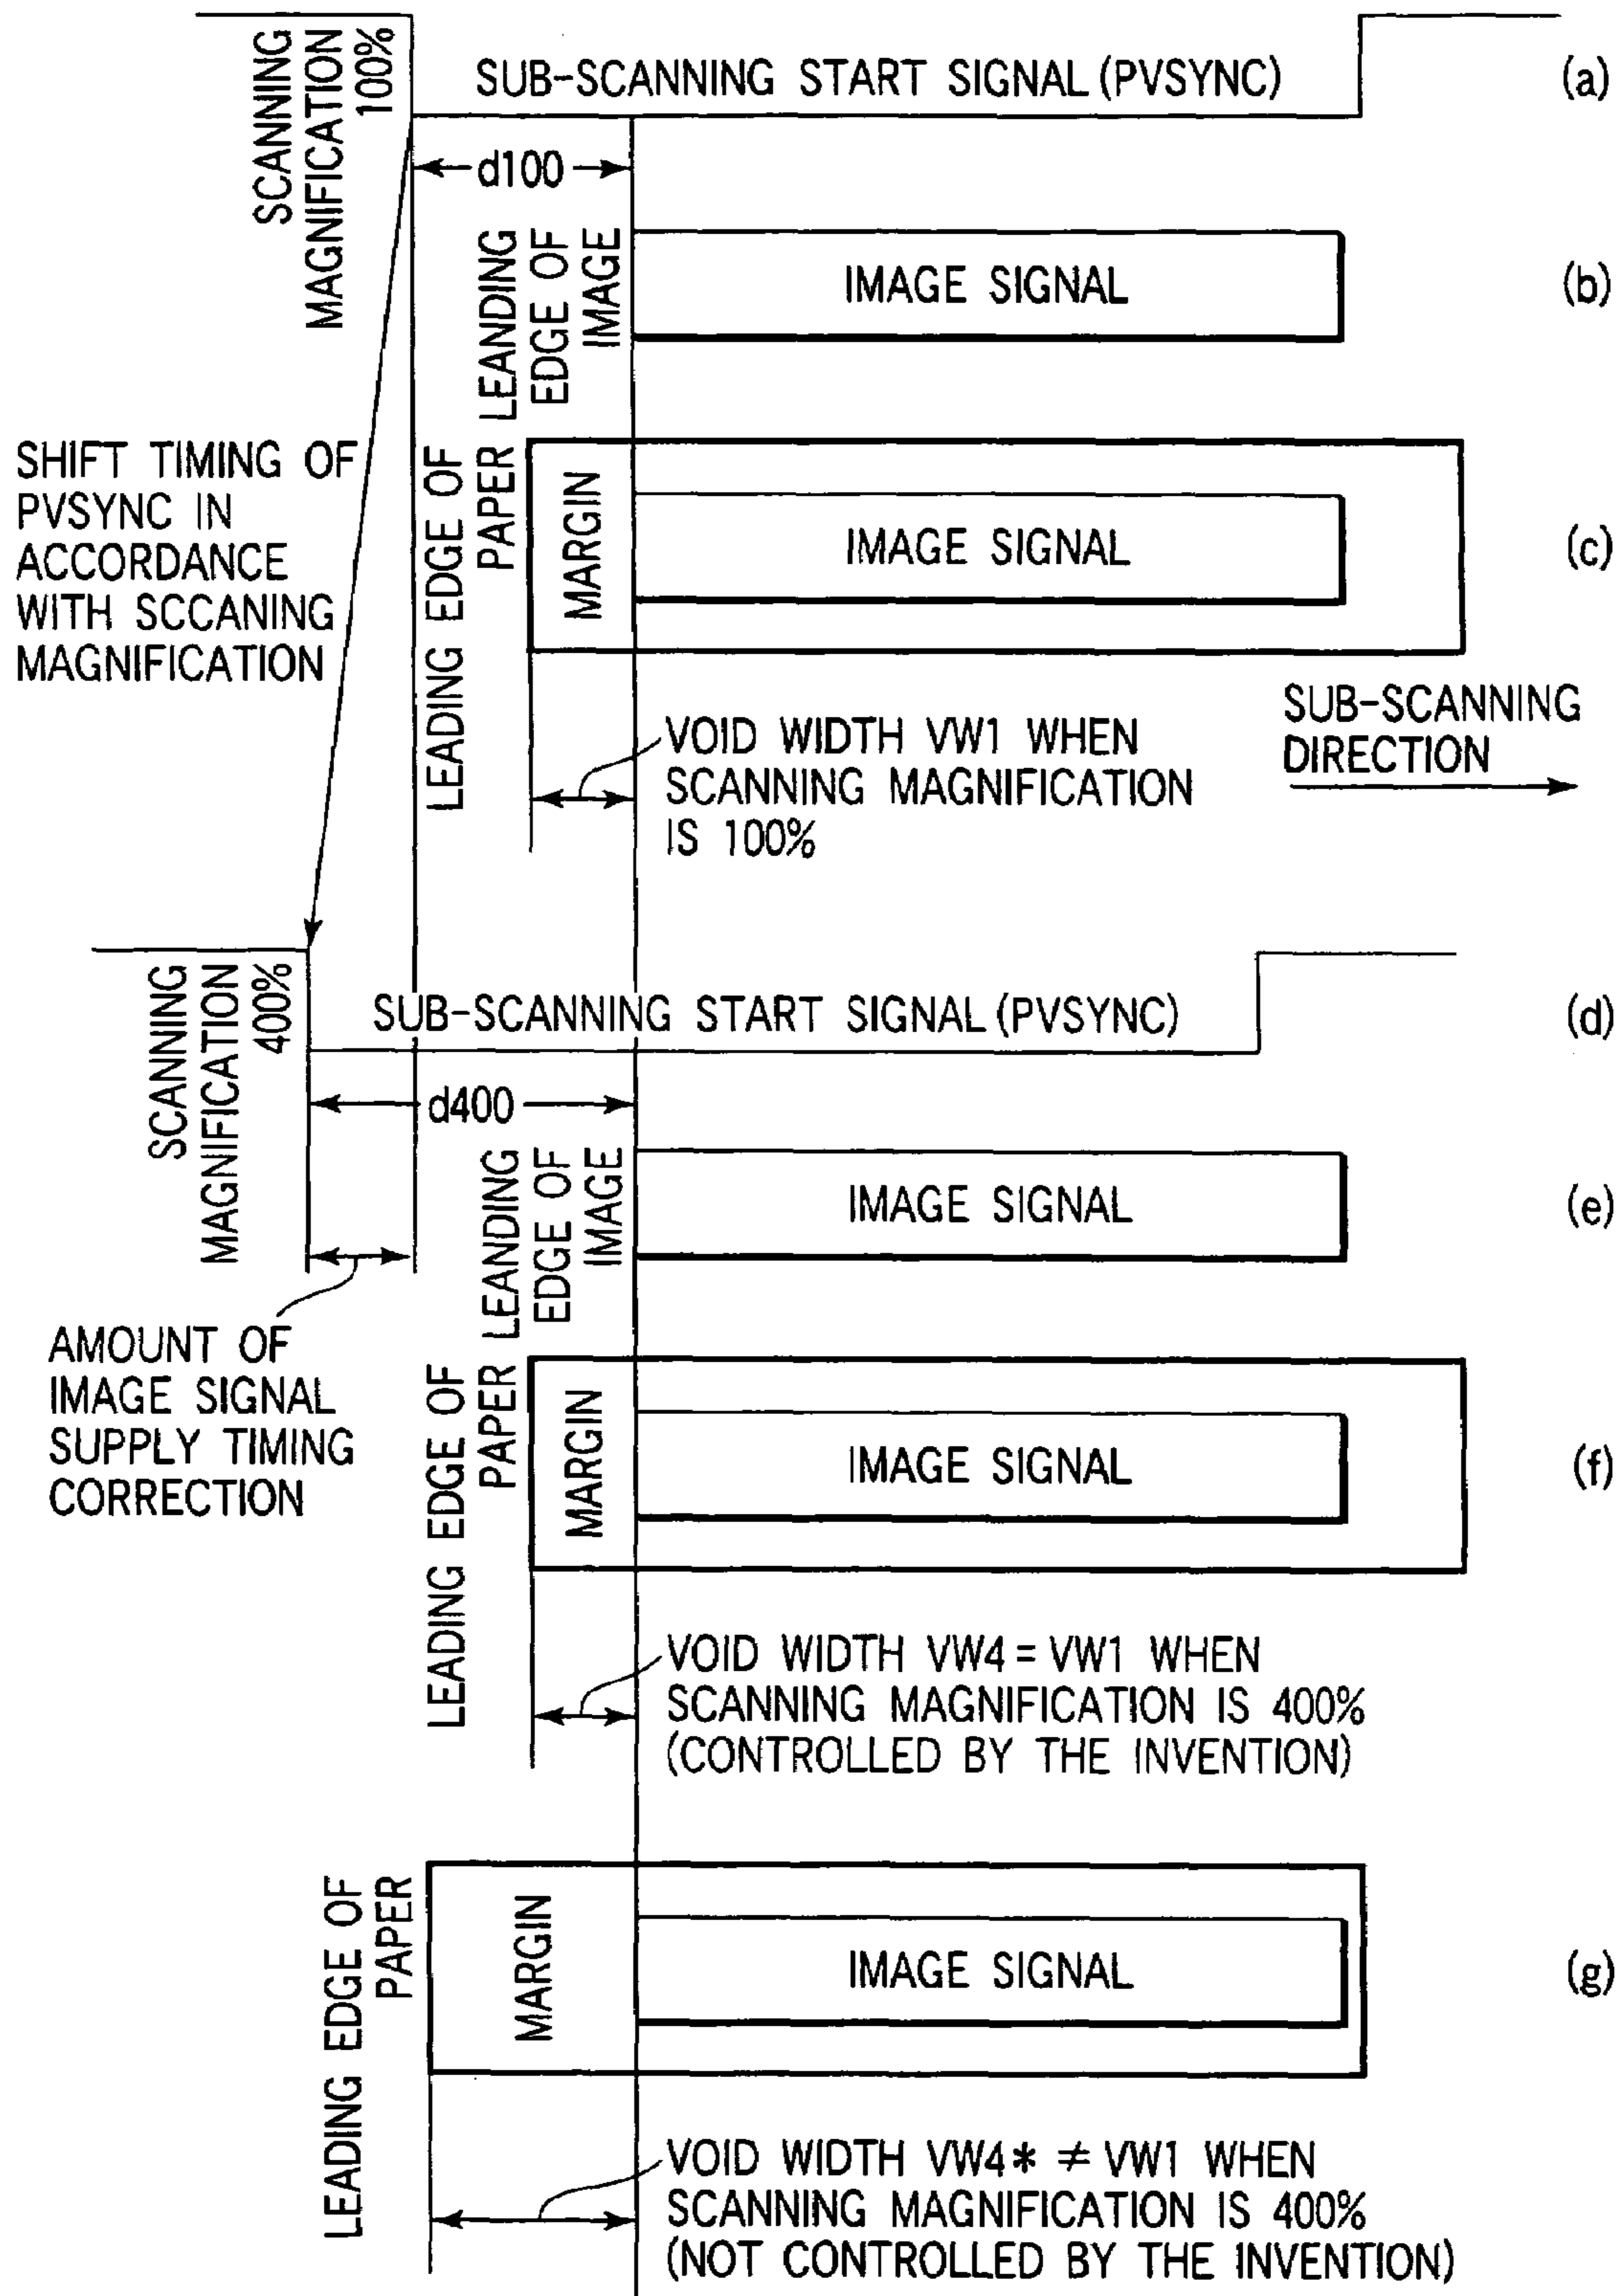 SCANNING
MAGNIFICATION
100%
SUB-SCANNING START SIGNAL (PVSYNC)
(a)
d100
LEANDING
EDGE OF
IMAGE
IMAGE SIGNAL
(b)
SHIFT TIMING OF
PVSYNC IN
ACCORDANCE
WITH SCCANING
MAGNIFICATION
LEADING EDGE OF
PAPER
MARGIN
IMAGE SIGNAL
(c)
VOID WIDTH VW1 WHEN
SCANNING MAGNIFICATION
IS 100%
SUB-SCANNING
DIRECTION
SCANNING
MAGNIFICATION
400%
SUB-SCANNING START SIGNAL (PVSYNC)
(d)
d400
LEANDING
EDGE OF
IMAGE
IMAGE SIGNAL
(e)
AMOUNT OF
IMAGE SIGNAL
SUPPLY TIMING
CORRECTION
LEADING EDGE OF
PAPER
MARGIN
IMAGE SIGNAL
(f)
VOID WIDTH VW4 = VW1 WHEN
SCANNING MAGNIFICATION IS 400%
(CONTROLLED BY THE INVENTION)
LEADING EDGE OF
PAPER
MARGIN
IMAGE SIGNAL
(g)
VOID WIDTH VW4* ≠ VW1 WHEN
SCANNING MAGNIFICATION IS 400%
(NOT CONTROLLED BY THE INVENTION)